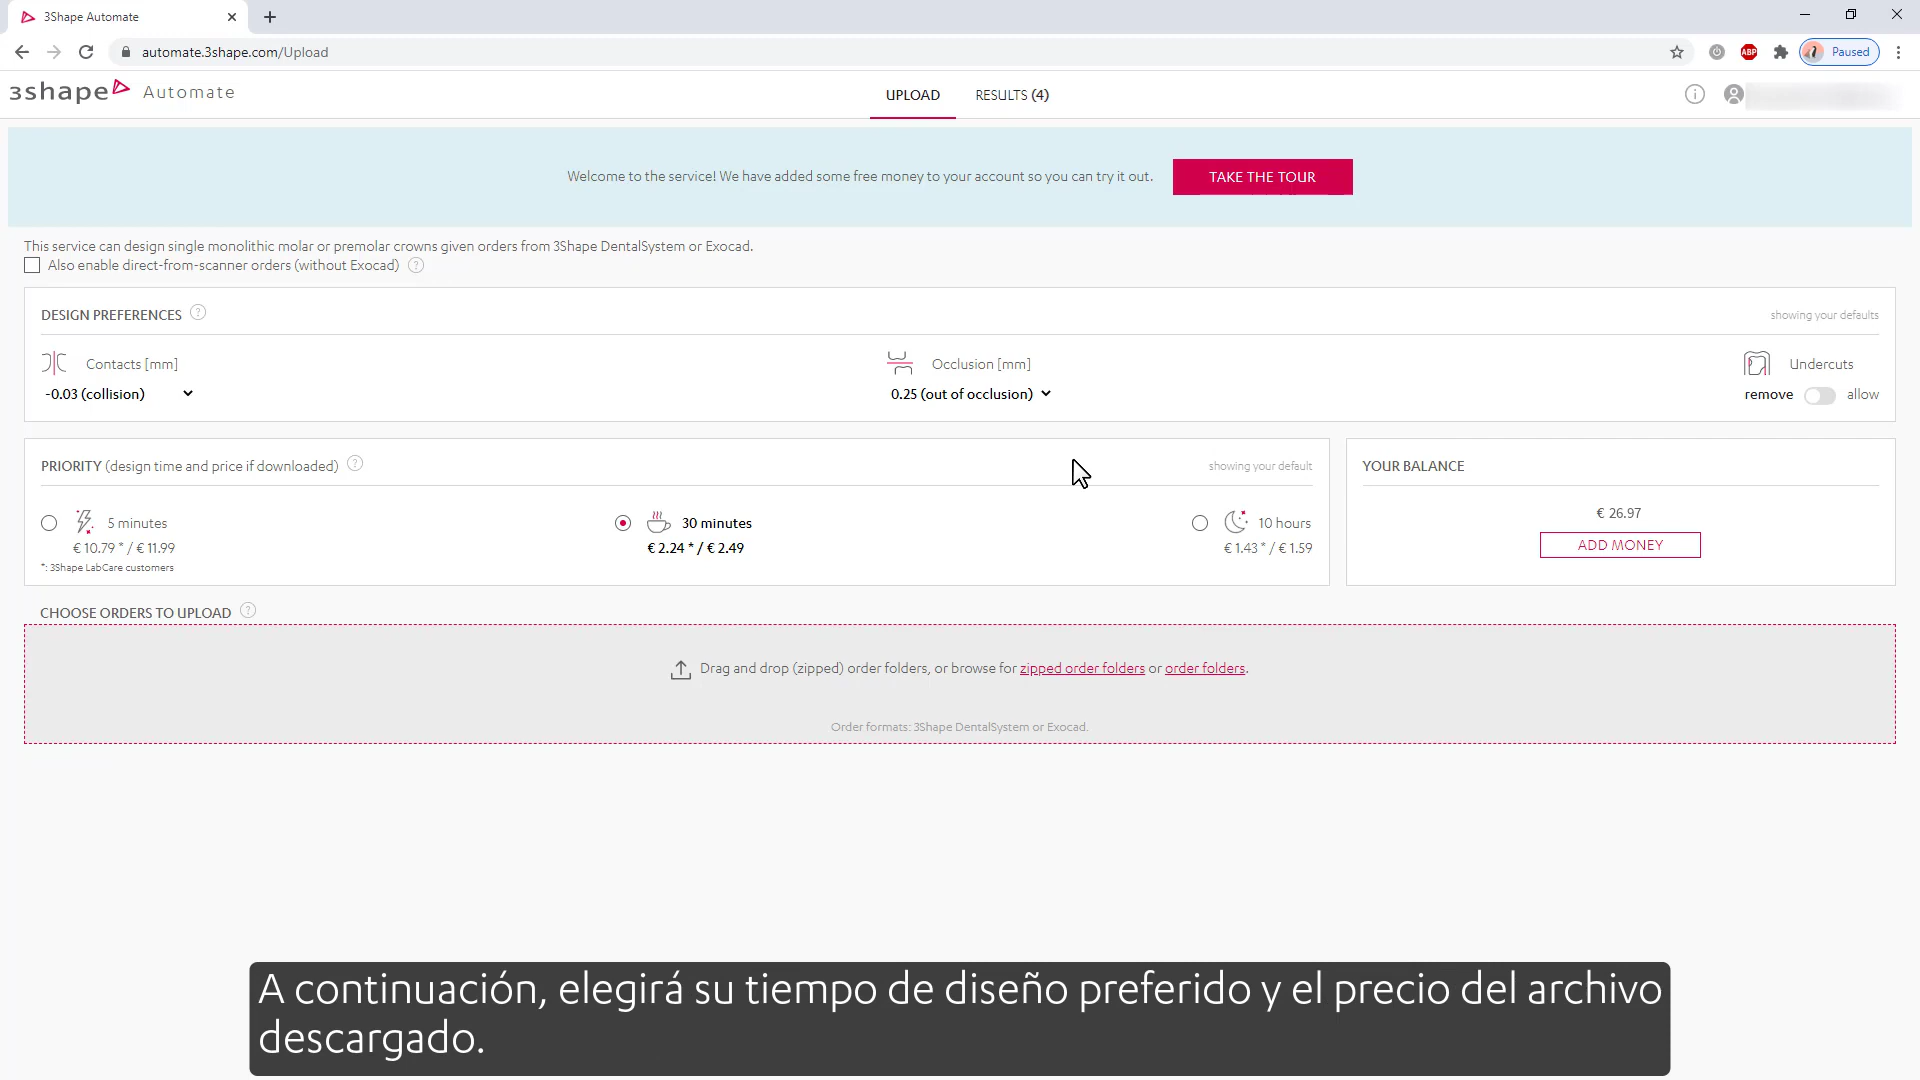 3Shape Automate
automate.3shape.com/Upload
ABP
Paused
3shape Automate
UPLOAD
RESULTS (4)
Welcome to the service! We have added some free money to your account so you can try it out.
TAKE THE TOUR
This service can design single monolithic molar or premolar crowns given orders from 3Shape DentalSystem or Exocad.
Also enable direct-from-scanner orders (without Exocad) ?
DESIGN PREFERENCES ?
showing your defaults
Contacts [mm]
Occlusion [mm]
Undercuts
-0.03 (collision)
0.25 (out of occlusion)
remove allow
PRIORITY (design time and price if downloaded) ?
showing your default
YOUR BALANCE
5 minutes
30 minutes
10 hours
€ 10.79 * / € 11.99
€ 2.24 * / € 2.49
€ 1.43 * / € 1.59
*: 3Shape LabCare customers
€ 26.97
ADD MONEY
CHOOSE ORDERS TO UPLOAD ?
Drag and drop (zipped) order folders, or browse for zipped order folders or order folders.
Order formats: 3Shape DentalSystem or Exocad.
A continuación, elegirá su tiempo de diseño preferido y el precio del archivo
descargado.